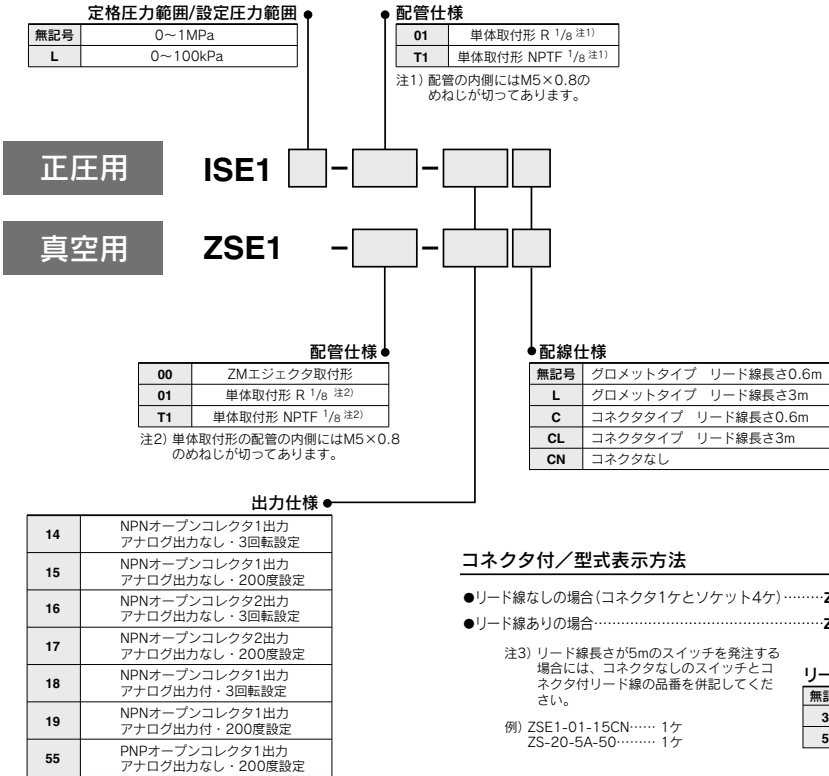 定格圧力範囲/設定圧力範囲
無記号 0～1MPa
L 0～100kPa
配管仕様
01 単体取付形 R 1/8 注1)
T1 単体取付形 NPTF 1/8 注1)
注1) 配管の内側にはM5×0.8の
めねじが切ってあります。
正圧用 ISE1 - -
真空用 ZSE1 - -
配管仕様
00 ZMエジェクタ取付形
01 単体取付形 R 1/8 注2)
T1 単体取付形 NPTF 1/8 注2)
注2) 単体取付形の配管の内側にはM5×0.8
のめねじが切ってあります。
配線仕様
無記号 グロメットタイプ リード線長さ0.6m
L グロメットタイプ リード線長さ3m
C コネクタタイプ リード線長さ0.6m
CL コネクタタイプ リード線長さ3m
CN コネクタなし
出力仕様
14 NPNオープンコレクタ1出力
アナログ出力なし・3回転設定
15 NPNオープンコレクタ1出力
アナログ出力なし・200度設定
16 NPNオープンコレクタ2出力
アナログ出力なし・3回転設定
17 NPNオープンコレクタ2出力
アナログ出力なし・200度設定
18 NPNオープンコレクタ1出力
アナログ出力付・3回転設定
19 NPNオープンコレクタ1出力
アナログ出力付・200度設定
55 PNPオープンコレクタ1出力
アナログ出力なし・200度設定
コネクタ付／型式表示方法
●リード線なしの場合(コネクタ1ケとソケット4ケ)………Z
●リード線ありの場合……………………………………………Z
注3) リード線長さが5mのスイッチを発注する
場合には、コネクタなしのスイッチとコ
ネクタ付リード線の品番を併記してくだ
さい。
例) ZSE1-01-15CN…… 1ケ
ZS-20-5A-50……… 1ケ
リー
無
3
5